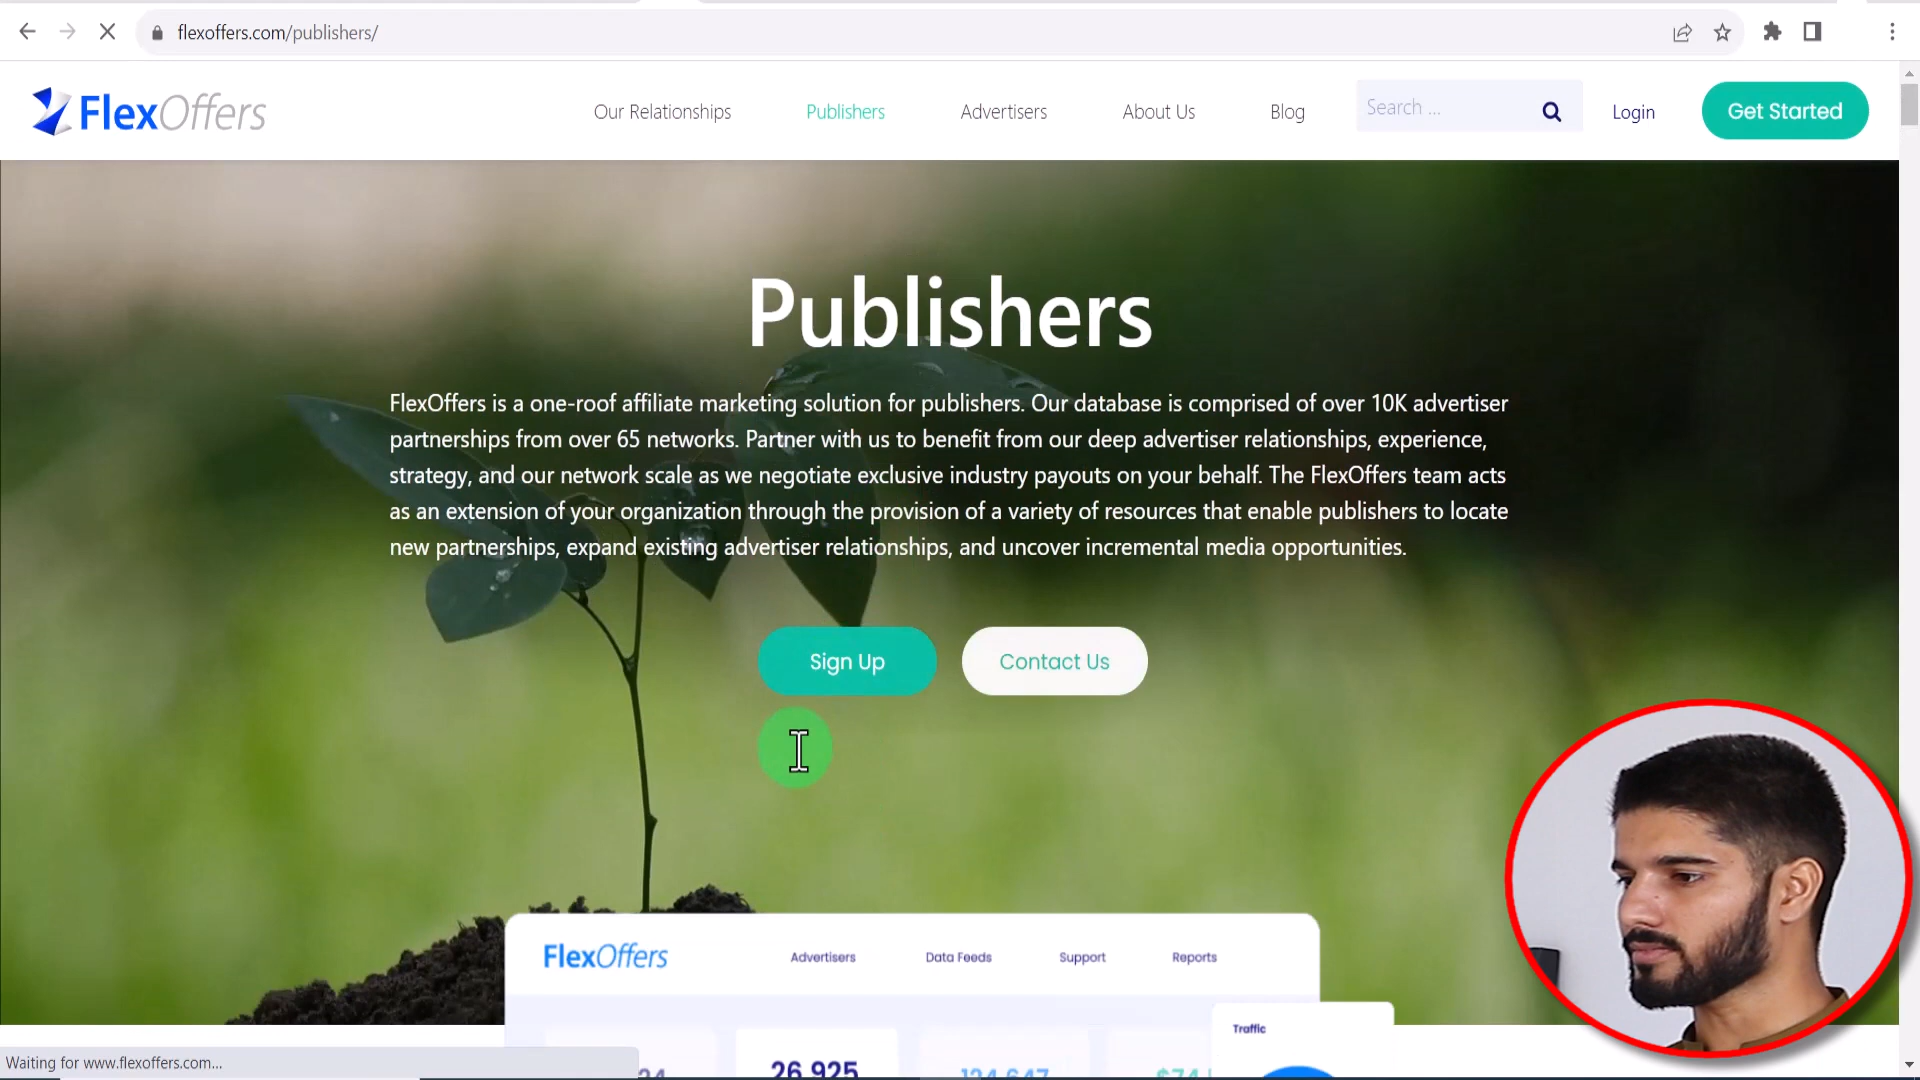 flexoffers.com/publishers/
FlexOffers
Our Relationships
Publishers
Advertisers
About Us
Blog
Search ...
Login
Get Started
Publishers
FlexOffers is a one-roof affiliate marketing solution for publishers. Our database is comprised of over 10K advertiser
partnerships from over 65 networks. Partner with us to benefit from our deep advertiser relationships, experience,
strategy, and our network scale as we negotiate exclusive industry payouts on your behalf. The FlexOffers team acts
as an extension of your organization through the provision of a variety of resources that enable publishers to locate
new partnerships, expand existing advertiser relationships, and uncover incremental media opportunities.
Sign Up
Contact Us
FlexOffers
Advertisers
Data Feeds
Support
Reports
Traffic
26,925
124,647
Waiting for www.flexoffers.com...